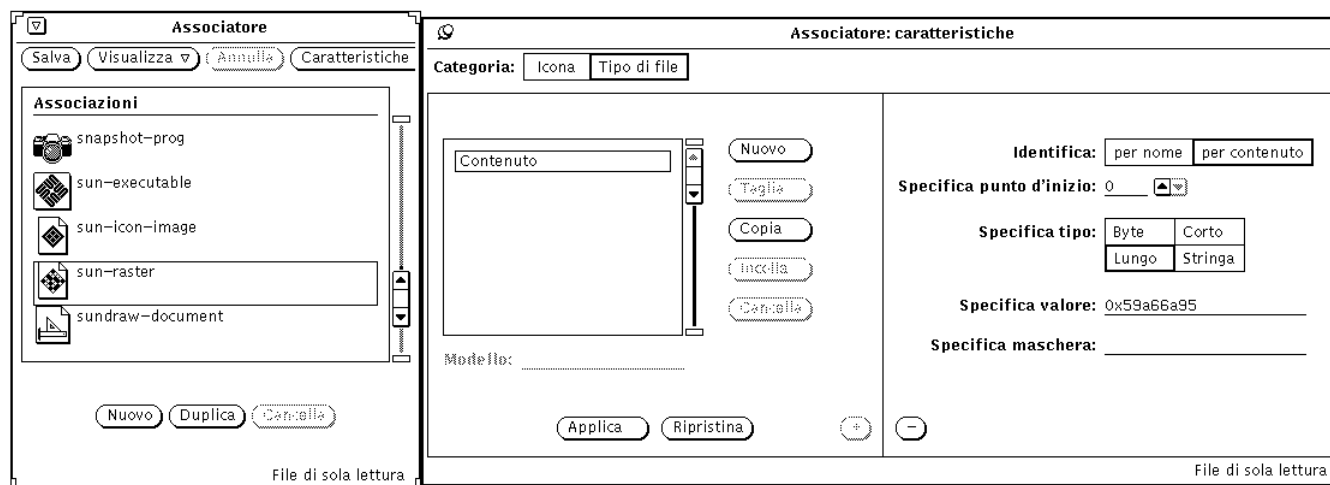 Associatore
Salva Visualizza Annulla Caratteristiche
Associazioni
snapshot-prog
sun-executable
sun-icon-image
sun-raster
sundraw-document
Nuovo Duplica Cancella
File di sola lettura
Associatore: caratteristiche
Categoria: Icona Tipo di file
Contenuto
Nuovo
Taglia
Copia
Incolla
Cancella
Modello:
Applica Ripristina +
Identifica: per nome per contenuto
Specifica punto d'inizio: 0
Specifica tipo: Byte Corto
Lungo Stringa
Specifica valore: 0x59a66a95
Specifica maschera:
−
File di sola lettura